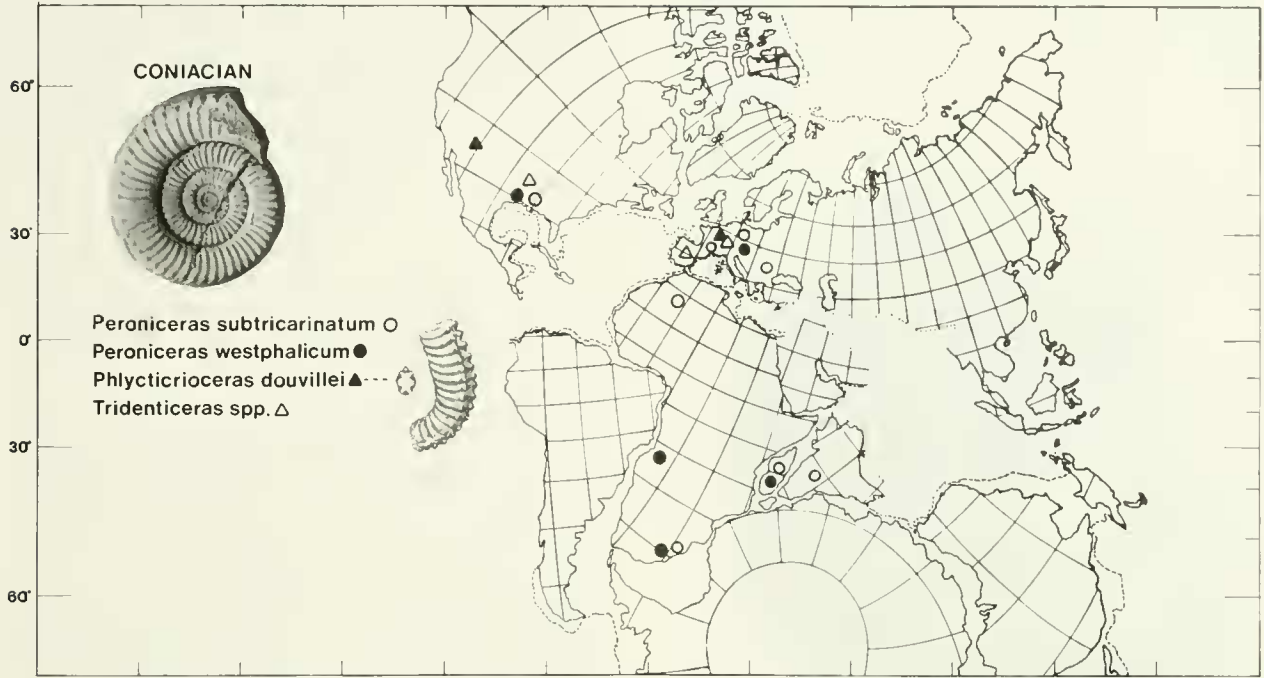 CONIACIAN
60°
30°
0°
30°
60°
Peroniceras subtricarinatum
Peroniceras westphalicum
Phlycticrioceras douvillei
Tridenticeras spp.